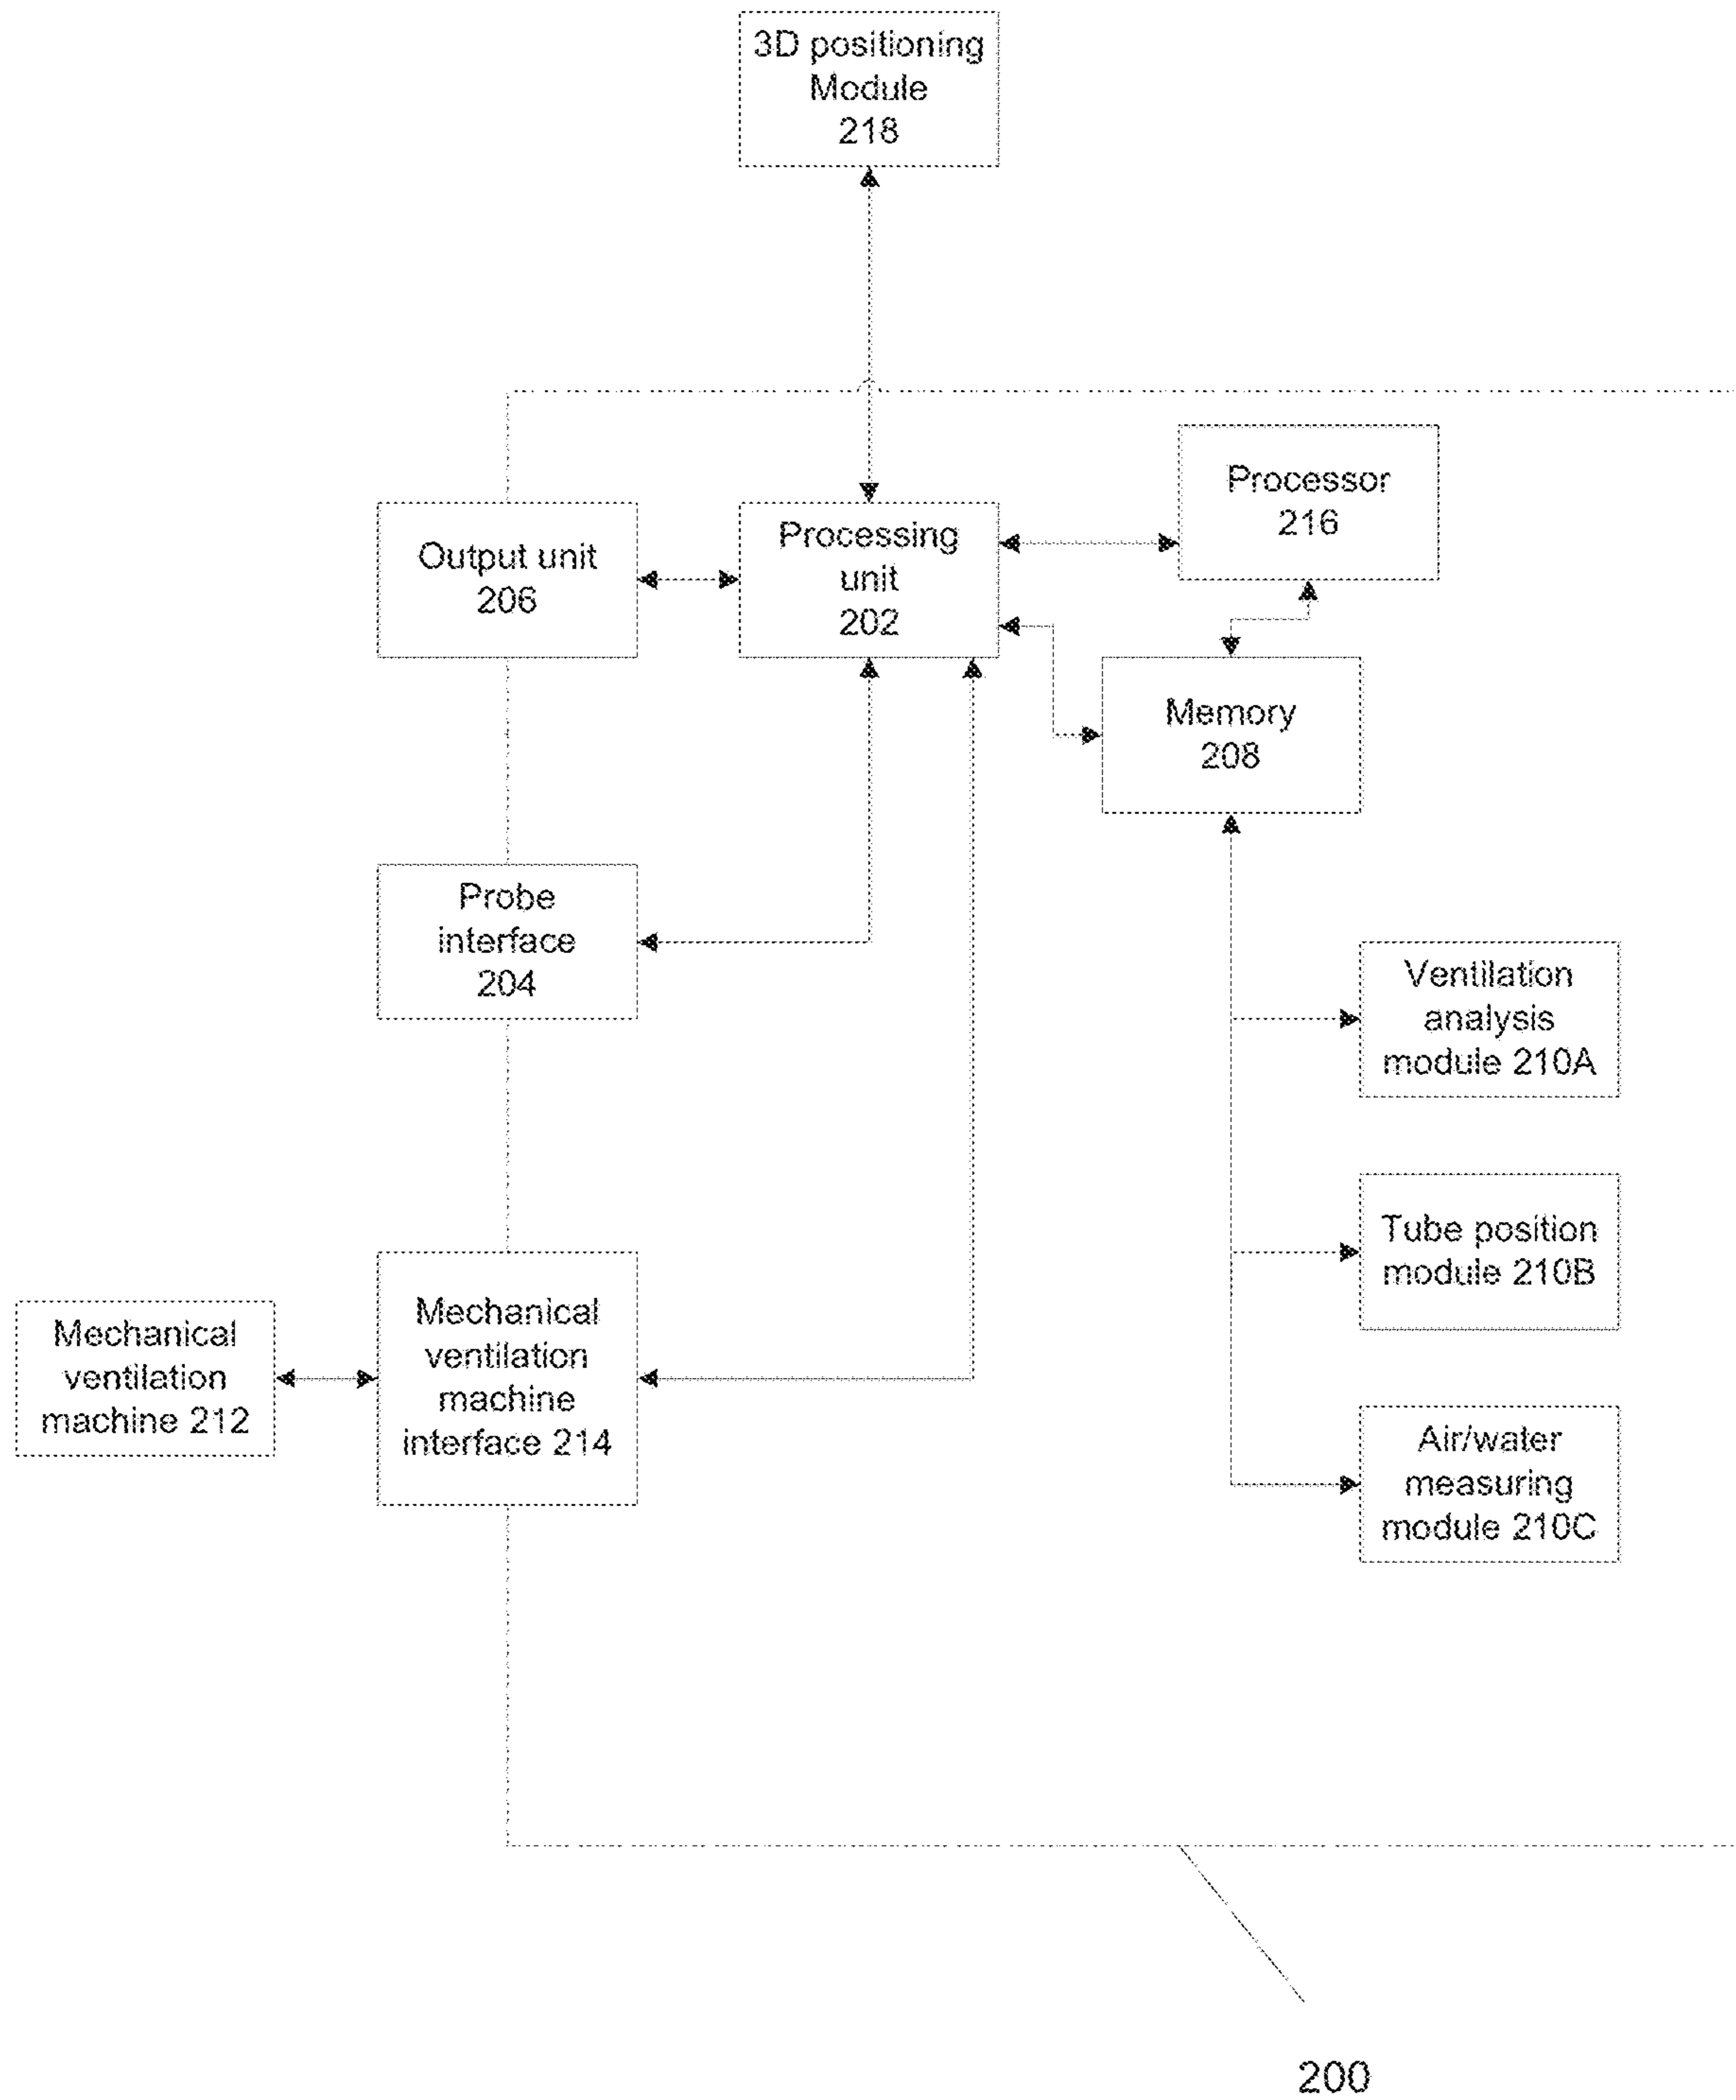 3D positioning
Module
218
Processor
216
Processing
unit
202
Output unit
206
Memory
208
Probe
interface
204
Ventilation
analysis
module 210A
Tube position
module 210B
Mechanical
ventilation
machine
interface 214
Mechanical
ventilation
machine 212
Air/water
measuring
module 210C
200